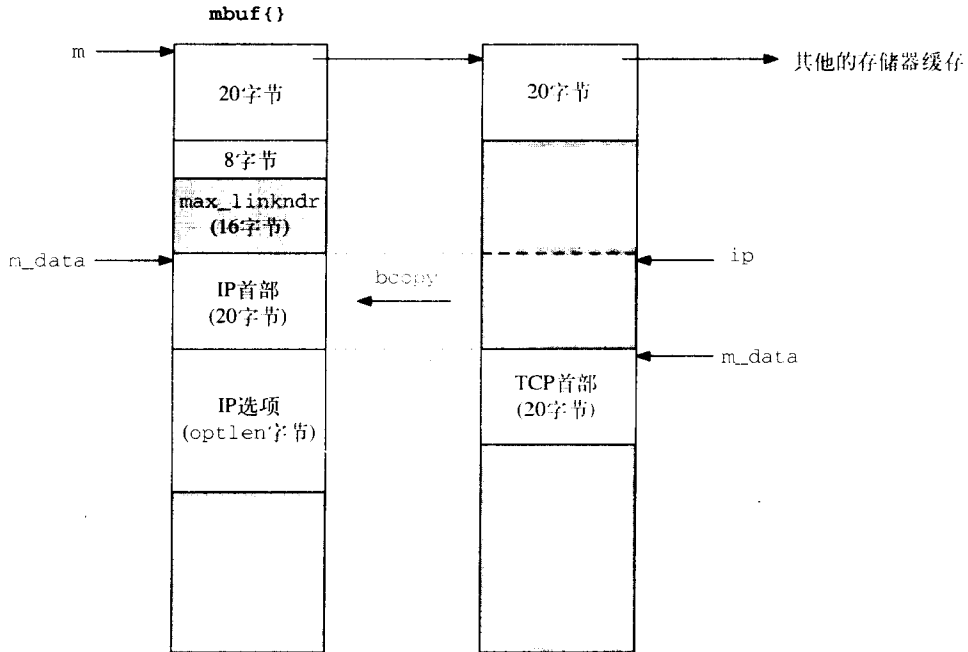 mbuf{}
m
其他的存储器缓存
20字节
20字节
8字节
max_linkndr
(16字节)
m_data
ip
bcopy
IP首部
(20字节)
m_data
TCP首部
(20字节)
IP选项
(optlen字节)